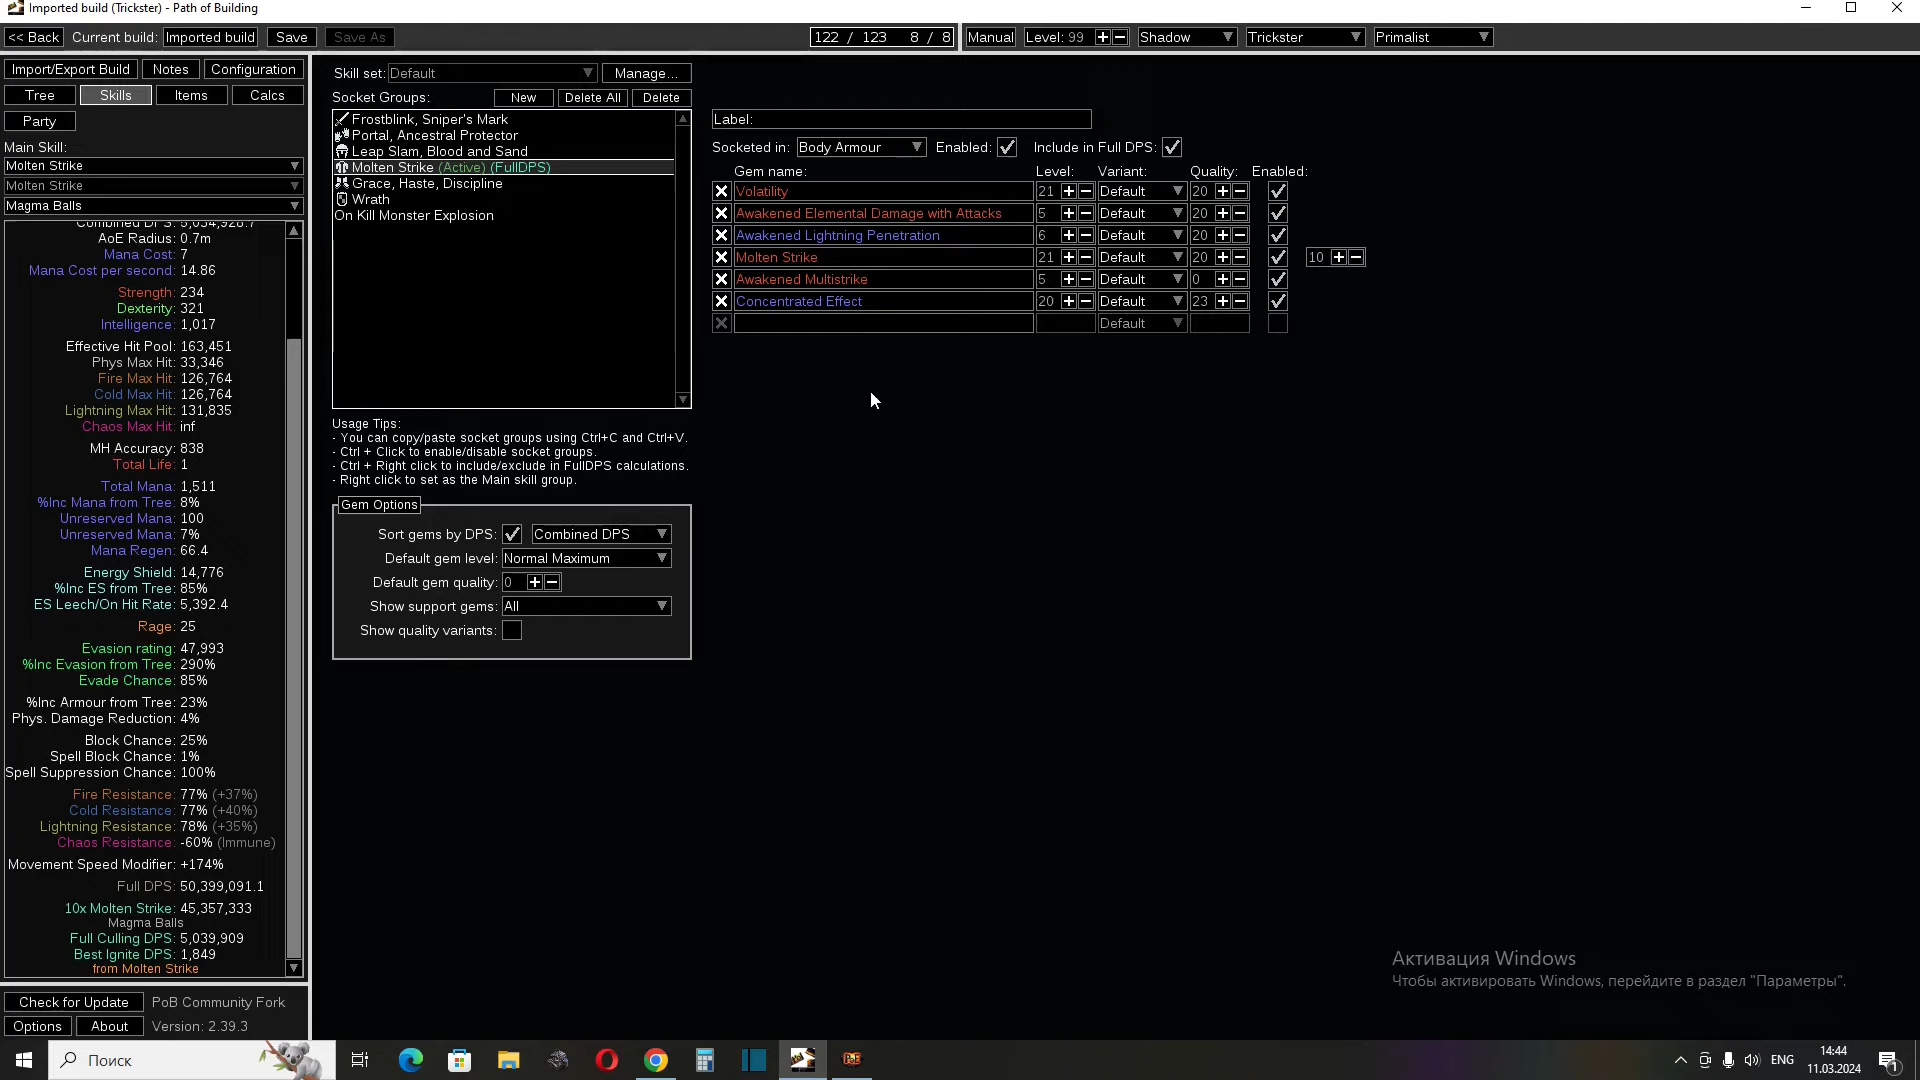 Imported build (Trickster) - Path of Building
<< Back Current build: Imported build Save Save As 122 / 123 8 / 8 Manual Level: 99 Shadow Trickster Primalist
Import/Export Build Notes Configuration
Tree Skills Items Calcs
Party
Main Skill:
Molten Strike
Molten Strike
Magma Balls
Combined DPS: 5,034,920.7
AoE Radius: 0.7m
Mana Cost: 7
Mana Cost per second: 14.86
Strength: 234
Dexterity: 321
Intelligence: 1,017
Effective Hit Pool: 163,451
Phys Max Hit: 33,346
Fire Max Hit: 126,764
Cold Max Hit: 126,764
Lightning Max Hit: 131,835
Chaos Max Hit: inf
MH Accuracy: 838
Total Life: 1
Total Mana: 1,511
%Inc Mana from Tree: 8%
Unreserved Mana: 100
Unreserved Mana: 7%
Mana Regen: 66.4
Energy Shield: 14,776
%Inc ES from Tree: 85%
ES Leech/On Hit Rate: 5,392.4
Rage: 25
Evasion rating: 47,993
%Inc Evasion from Tree: 290%
Evade Chance: 85%
%Inc Armour from Tree: 23%
Phys. Damage Reduction: 4%
Block Chance: 25%
Spell Block Chance: 1%
Spell Suppression Chance: 100%
Fire Resistance: 77% (+37%)
Cold Resistance: 77% (+40%)
Lightning Resistance: 78% (+35%)
Chaos Resistance: -60% (Immune)
Movement Speed Modifier: +174%
Full DPS: 50,399,091.1
10x Molten Strike: 45,357,333
Magma Balls
Full Culling DPS: 5,039,909
Best Ignite DPS: 1,849
from Molten Strike
Check for Update PoB Community Fork
Options About Version: 2.39.3
Skill set: Default Manage...
Socket Groups: New Delete All Delete
Frostblink, Sniper's Mark
Portal, Ancestral Protector
Leap Slam, Blood and Sand
Molten Strike (Active) (FullDPS)
Grace, Haste, Discipline
Wrath
On Kill Monster Explosion
Usage Tips:
- You can copy/paste socket groups using Ctrl+C and Ctrl+V.
- Ctrl + Click to enable/disable socket groups.
- Ctrl + Right click to include/exclude in FullDPS calculations.
- Right click to set as the Main skill group.
Gem Options
Sort gems by DPS: Combined DPS
Default gem level: Normal Maximum
Default gem quality: 0
Show support gems: All
Show quality variants:
Label:
Socketed in: Body Armour Enabled: Include in Full DPS:
Gem name: Level: Variant: Quality: Enabled:
Volatility 21 Default 20
Awakened Elemental Damage with Attacks 5 Default 20
Awakened Lightning Penetration 6 Default 20
Molten Strike 21 Default 20 10
Awakened Multistrike 5 Default 0
Concentrated Effect 20 Default 23
Default
Активация Windows
Чтобы активировать Windows, перейдите в раздел "Параметры".
Поиск
ENG
14:44
11.03.2024
1